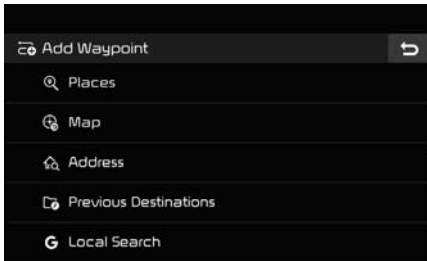 Add Waypoint
Places
Map
Address
Previous Destinations
G Local Search